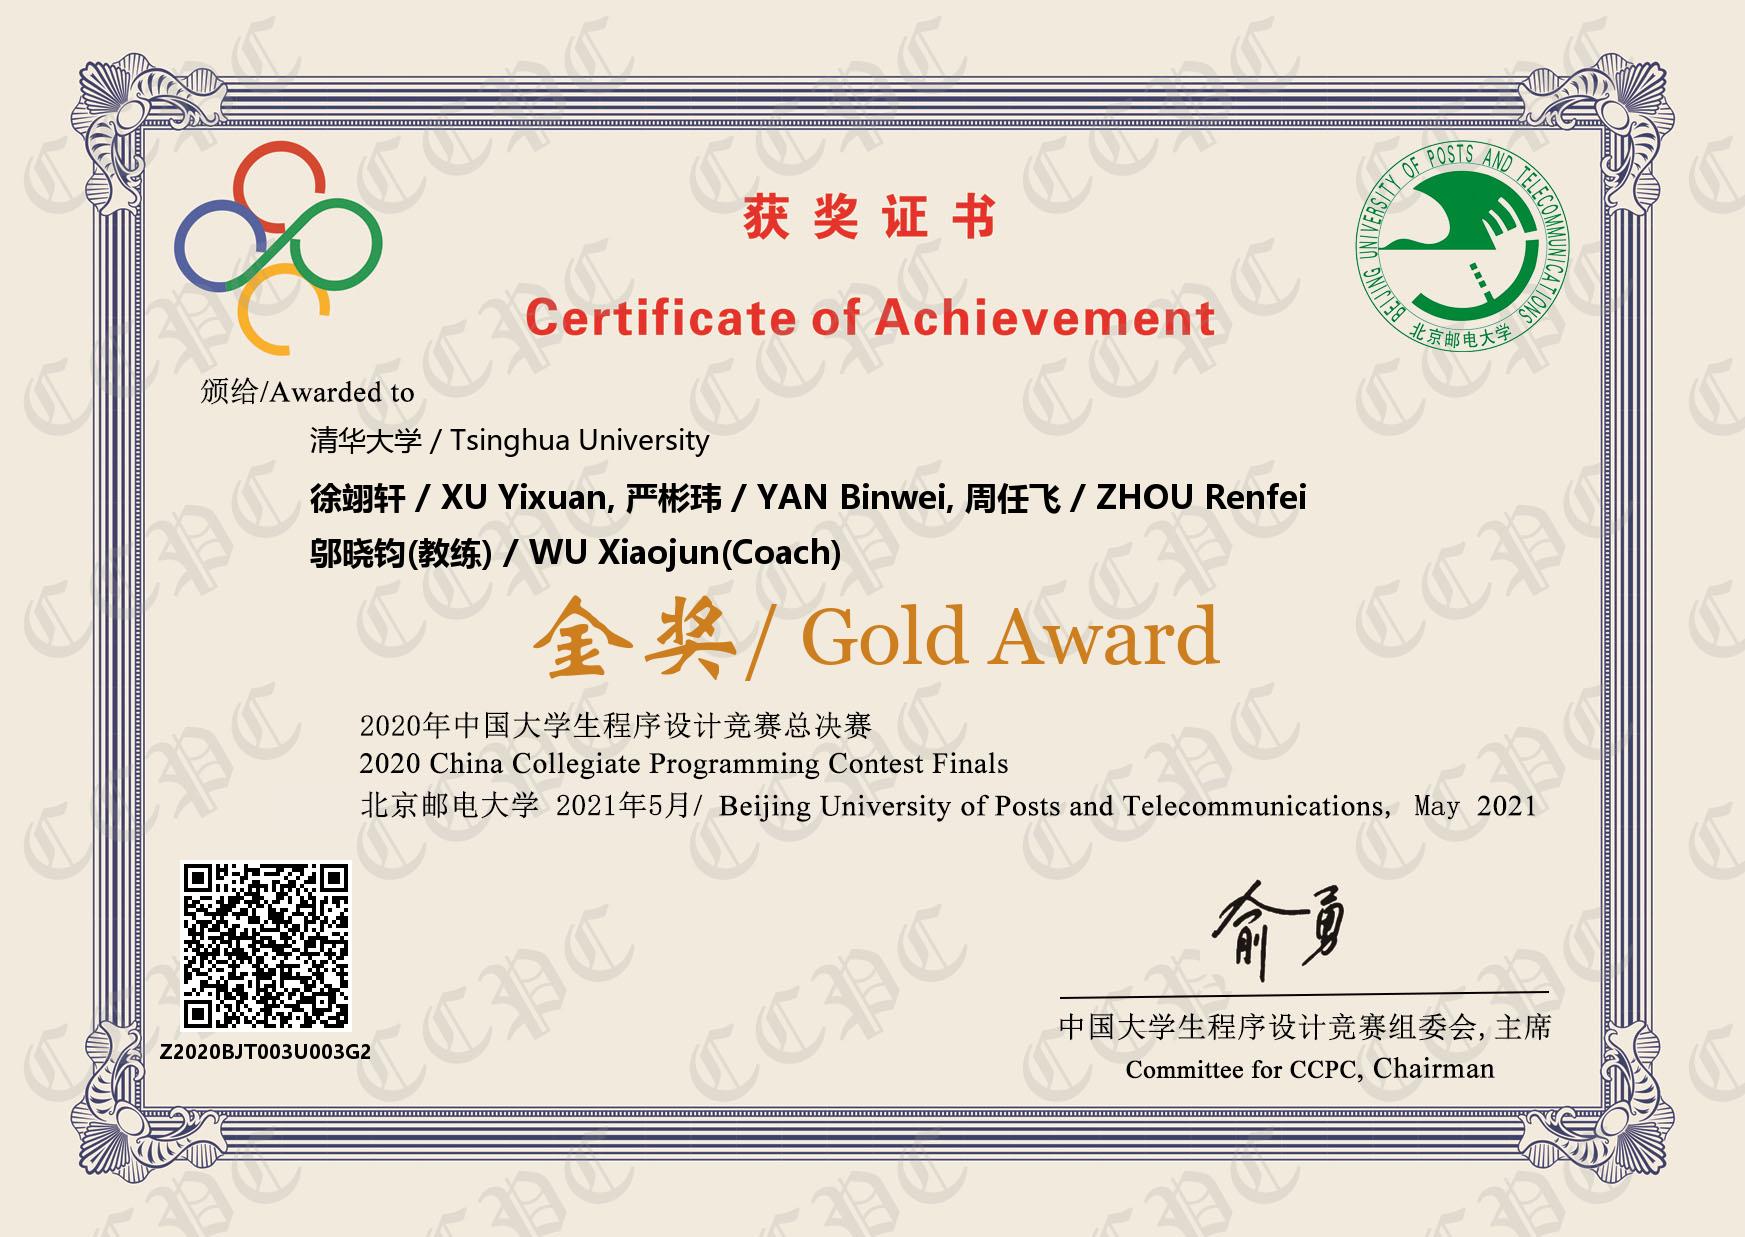 获奖证书
Certificate of Achievement
BEIJING UNIVERSITY OF POSTS AND TELECOMMUNICATIONS
北京邮电大学
颁给/Awarded to
清华大学 / Tsinghua University
徐翊轩 / XU Yixuan, 严彬玮 / YAN Binwei, 周任飞 / ZHOU Renfei
邬晓钧(教练) / WU Xiaojun(Coach)
金奖/ Gold Award
2020年中国大学生程序设计竞赛总决赛
2020 China Collegiate Programming Contest Finals
北京邮电大学 2021年5月/ Beijing University of Posts and Telecommunications, May 2021
Z2020BJT003U003G2
俞勇
中国大学生程序设计竞赛组委会, 主席
Committee for CCPC, Chairman
CCPC